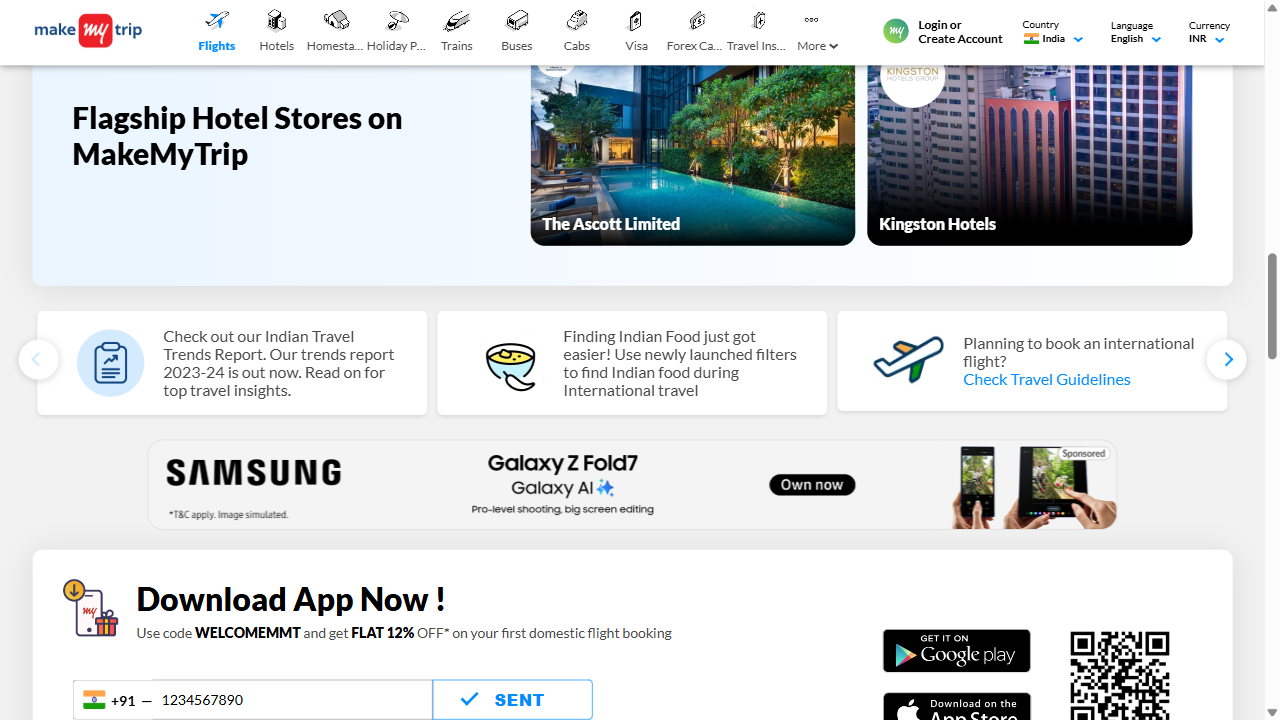 make my trip
Flights
Hotels
Homesta...
Holiday P...
Trains
Buses
Cabs
Visa
Forex Ca...
Travel Ins...
More
my
Login or
Create Account
Country
India
Language
English
Currency
INR
Flagship Hotel Stores on
MakeMyTrip
The Ascott Limited
KINGSTON
HOTELS GROUP
Kingston Hotels
Check out our Indian Travel
Trends Report. Our trends report
2023-24 is out now. Read on for
top travel insights.
Finding Indian Food just got
easier! Use newly launched filters
to find Indian food during
International travel
Planning to book an international
flight?
Check Travel Guidelines
SAMSUNG
*T&C apply. Image simulated.
Galaxy Z Fold7
Galaxy AI
Pro-level shooting, big screen editing
Own now
Sponsored
my
Download App Now !
Use code WELCOMEMMT and get FLAT 12% OFF* on your first domestic flight booking
+91 — 1234567890
SENT
GET IT ON
Google play
Download on the
App Store